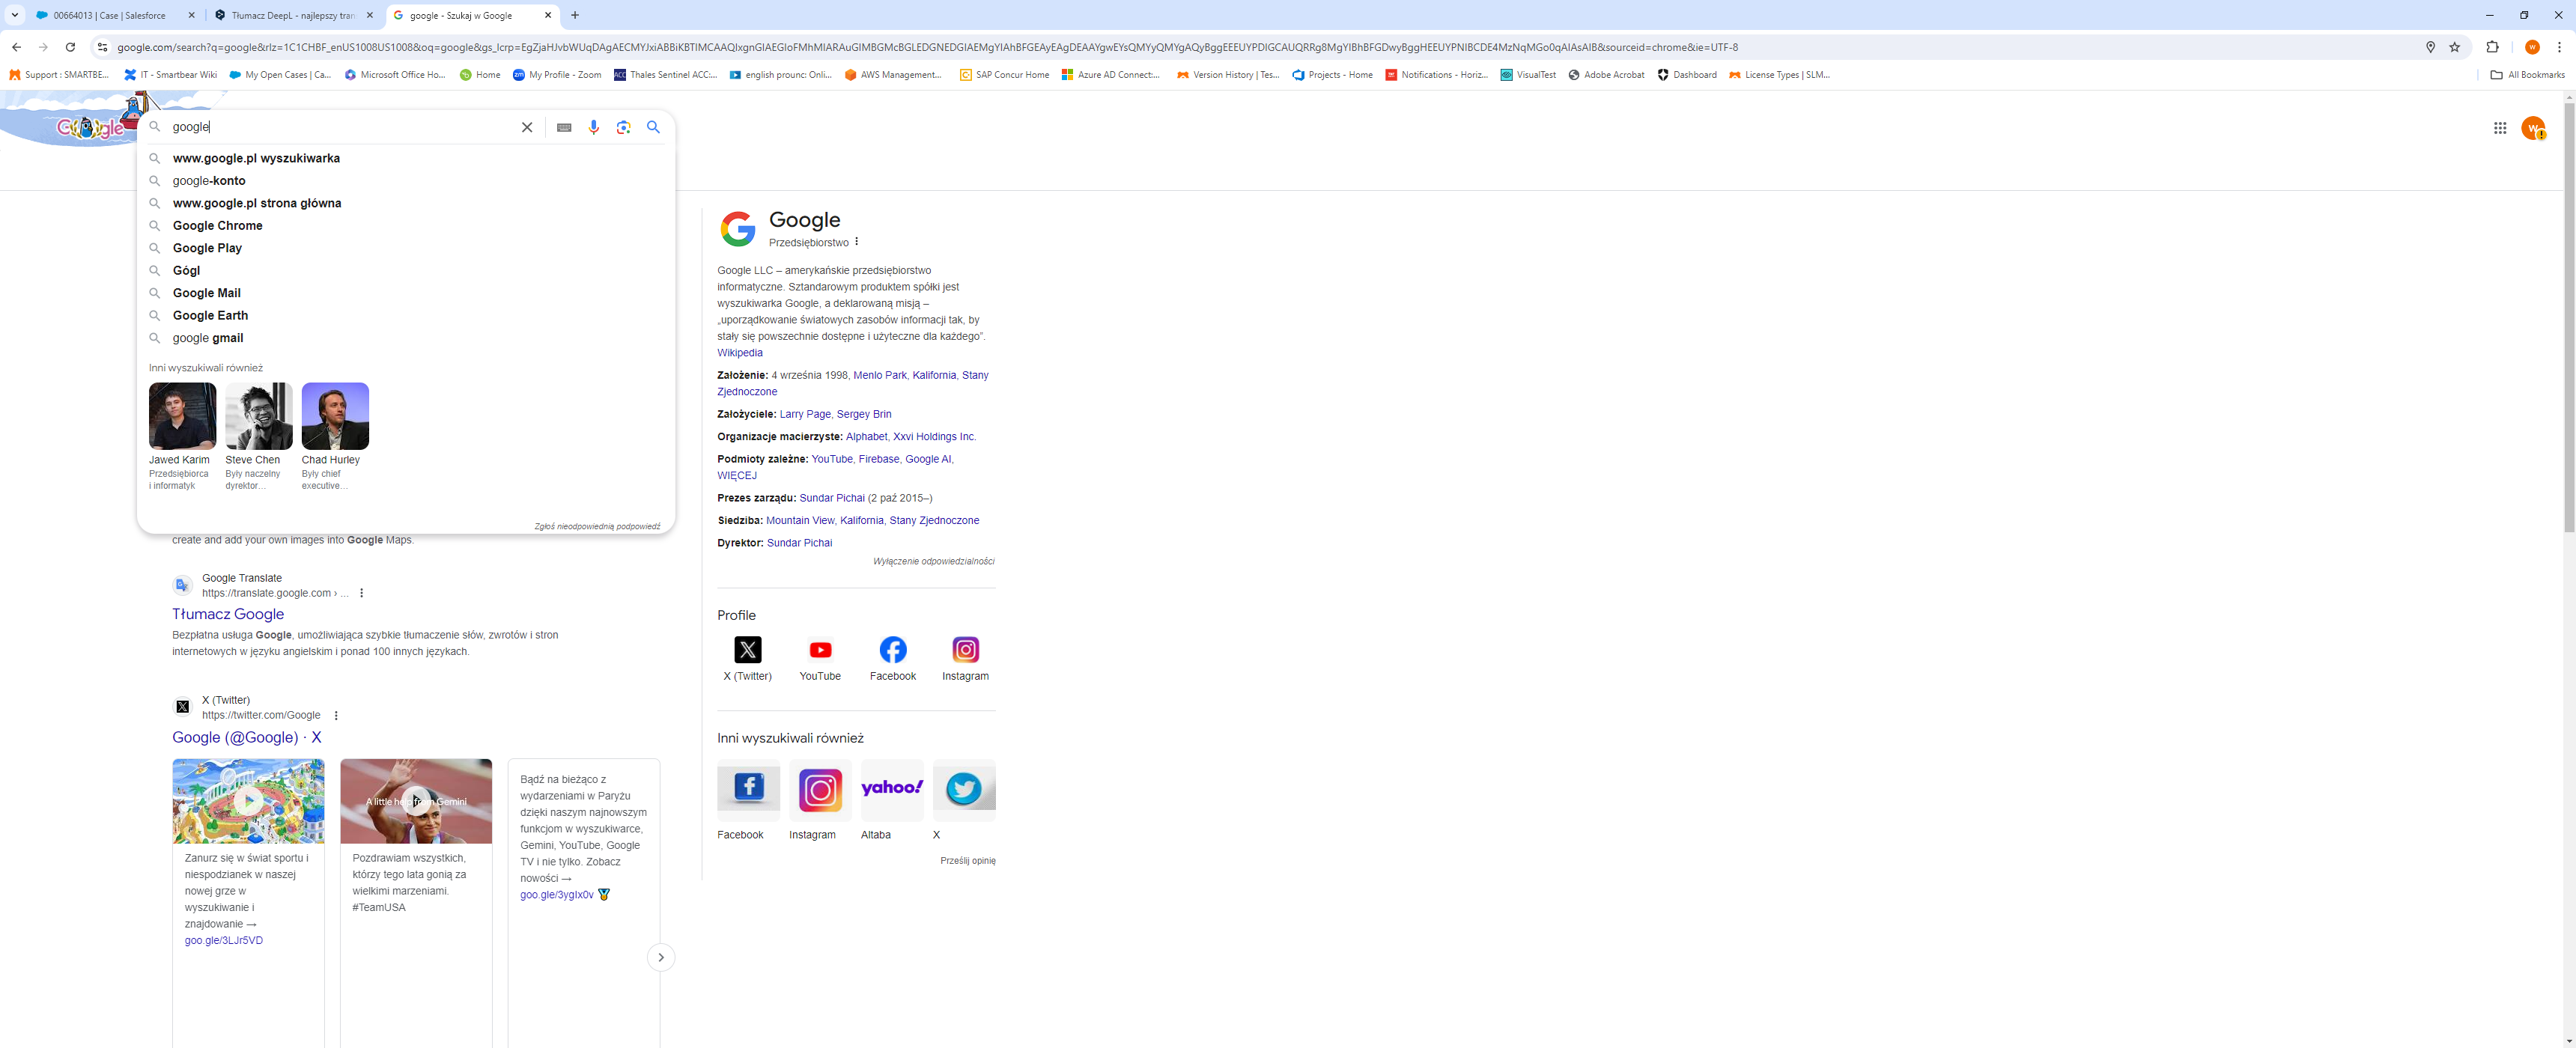 00664013 | Case | Salesforce
Tłumacz DeepL - najlepszy tran
google - Szukaj w Google
google.com/search?q=google&rlz=1C1CHBF_enUS1008US1008&oq=google&gs_lcrp=
Support : SMARTBE...
IT - Smartbear Wiki
My Open Cases | Ca...
Microsoft Office Ho...
Home
My Profile - Zoom
Thales Sentinel ACC:...
english prounc: Onli...
AWS Management...
SAP Concur Home
Azure AD Connect:...
Version History | Tes...
Projects - Home
Notifications - Horiz...
VisualTest
Adobe Acrobat
Dashboard
License Types | SLM...
All Bookmarks
Google
google
www.google.pl wyszukiwarka
google-konto
www.google.pl strona główna
Google Chrome
Google Play
Gógl
Google Mail
Google Earth
google gmail
Inni wyszukiwali również
Jawed Karim
Przedsiębiorca
i informatyk
Steve Chen
Były naczelny
dyrektor...
Chad Hurley
Były chief
executive...
Zgłoś nieodpowiednią podpowiedź
create and add your own images into Google Maps.
Google Translate
https://translate.google.com › ...
Tłumacz Google
Bezpłatna usługa Google, umożliwiająca szybkie tłumaczenie słów, zwrotów i stron
internetowych w języku angielskim i ponad 100 innych językach.
X (Twitter)
https://twitter.com/Google
Google (@Google) · X
Zanurz się w świat sportu i
niespodzianek w naszej
nowej grze w
wyszukiwanie i
znajdowanie →
goo.gle/3LJr5VD
A little help from Gemini
Pozdrawiam wszystkich,
którzy tego lata gonią za
wielkimi marzeniami.
#TeamUSA
Bądź na bieżąco z
wydarzeniami w Paryżu
dzięki naszym najnowszym
funkcjom w wyszukiwarce,
Gemini, YouTube, Google
TV i nie tylko. Zobacz
nowości →
goo.gle/3ygIx0v
Google
Przedsiębiorstwo
Google LLC – amerykańskie przedsiębiorstwo
informatyczne. Sztandarowym produktem spółki jest
wyszukiwarka Google, a deklarowaną misją –
„uporządkowanie światowych zasobów informacji tak, by
stały się powszechnie dostępne i użyteczne dla każdego”.
Wikipedia
Założenie: 4 września 1998, Menlo Park, Kalifornia, Stany
Zjednoczone
Założyciele: Larry Page, Sergey Brin
Organizacje macierzyste: Alphabet, Xxvi Holdings Inc.
Podmioty zależne: YouTube, Firebase, Google AI,
WIĘCEJ
Prezes zarządu: Sundar Pichai (2 paź 2015–)
Siedziba: Mountain View, Kalifornia, Stany Zjednoczone
Dyrektor: Sundar Pichai
Wyłączenie odpowiedzialności
Profile
X (Twitter)
YouTube
Facebook
Instagram
Inni wyszukiwali również
yahoo!
Facebook
Instagram
Altaba
X
Prześlij opinię